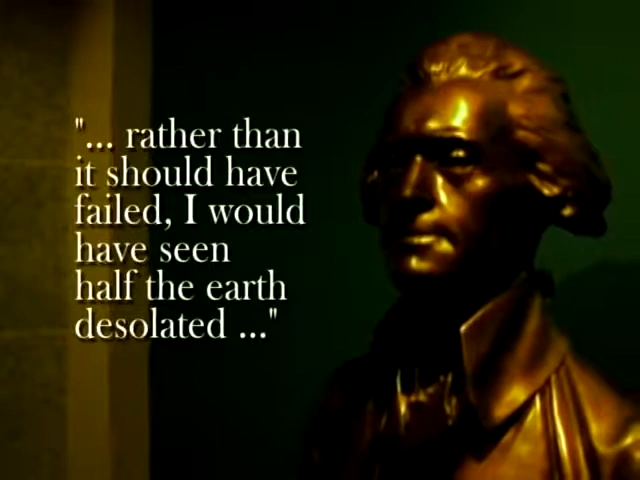 "... rather than
it should have
failed, I would
have seen
half the earth
desolated ..."